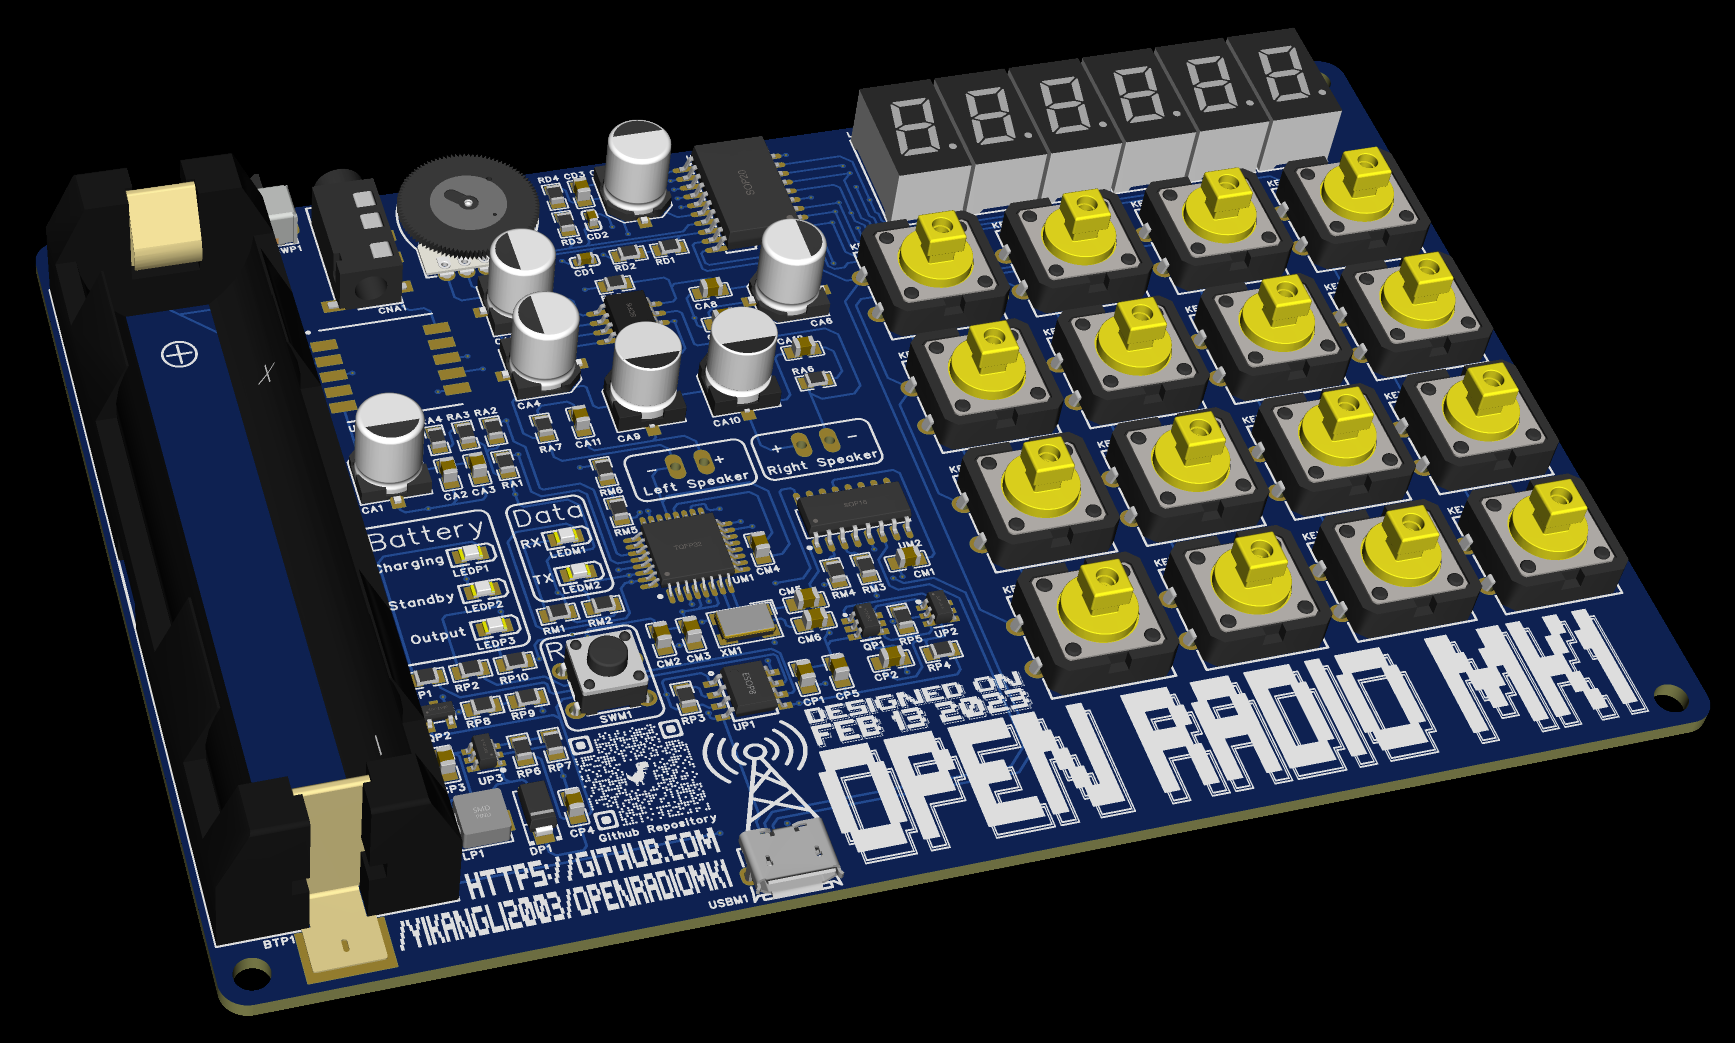 WP1
CNA1
RD4 CD3
RD3 CD2
CD1 RD2 RD1
SOP20
CA8
CA6
RA6
CA4
CA9
CA10
RA7 CA11
RA3 RA2
CA2 CA3 RA1
CA1
- +
Left Speaker
+ -
Right Speaker
Battery
Charging
LEDP1
Standby
LEDP2
Output
LEDP3
Data
RX
LEDM1
TX
LEDM2
RM6
RM5
TQFP32
UM1
CM4
SOP16
UM2
CM1
RM4 RM3
RM1 RM2
CM2 CM3 XM1
CM6
QP1 RP5 UP2
CP2 RP4
RP2 RP10
RP8 RP9
SWM1
RP3
ESOP8
UP1
CP1 CP5
UP3 RP6 RP7
LP1
DP1
CP4
Github Repository
DESIGNED ON
FEB 13 2023
OPEN RADIO MK1
HTTPS://GITHUB.COM
/YIKANGLI2003/OPENRADIOMK1
USBM1
BTP1